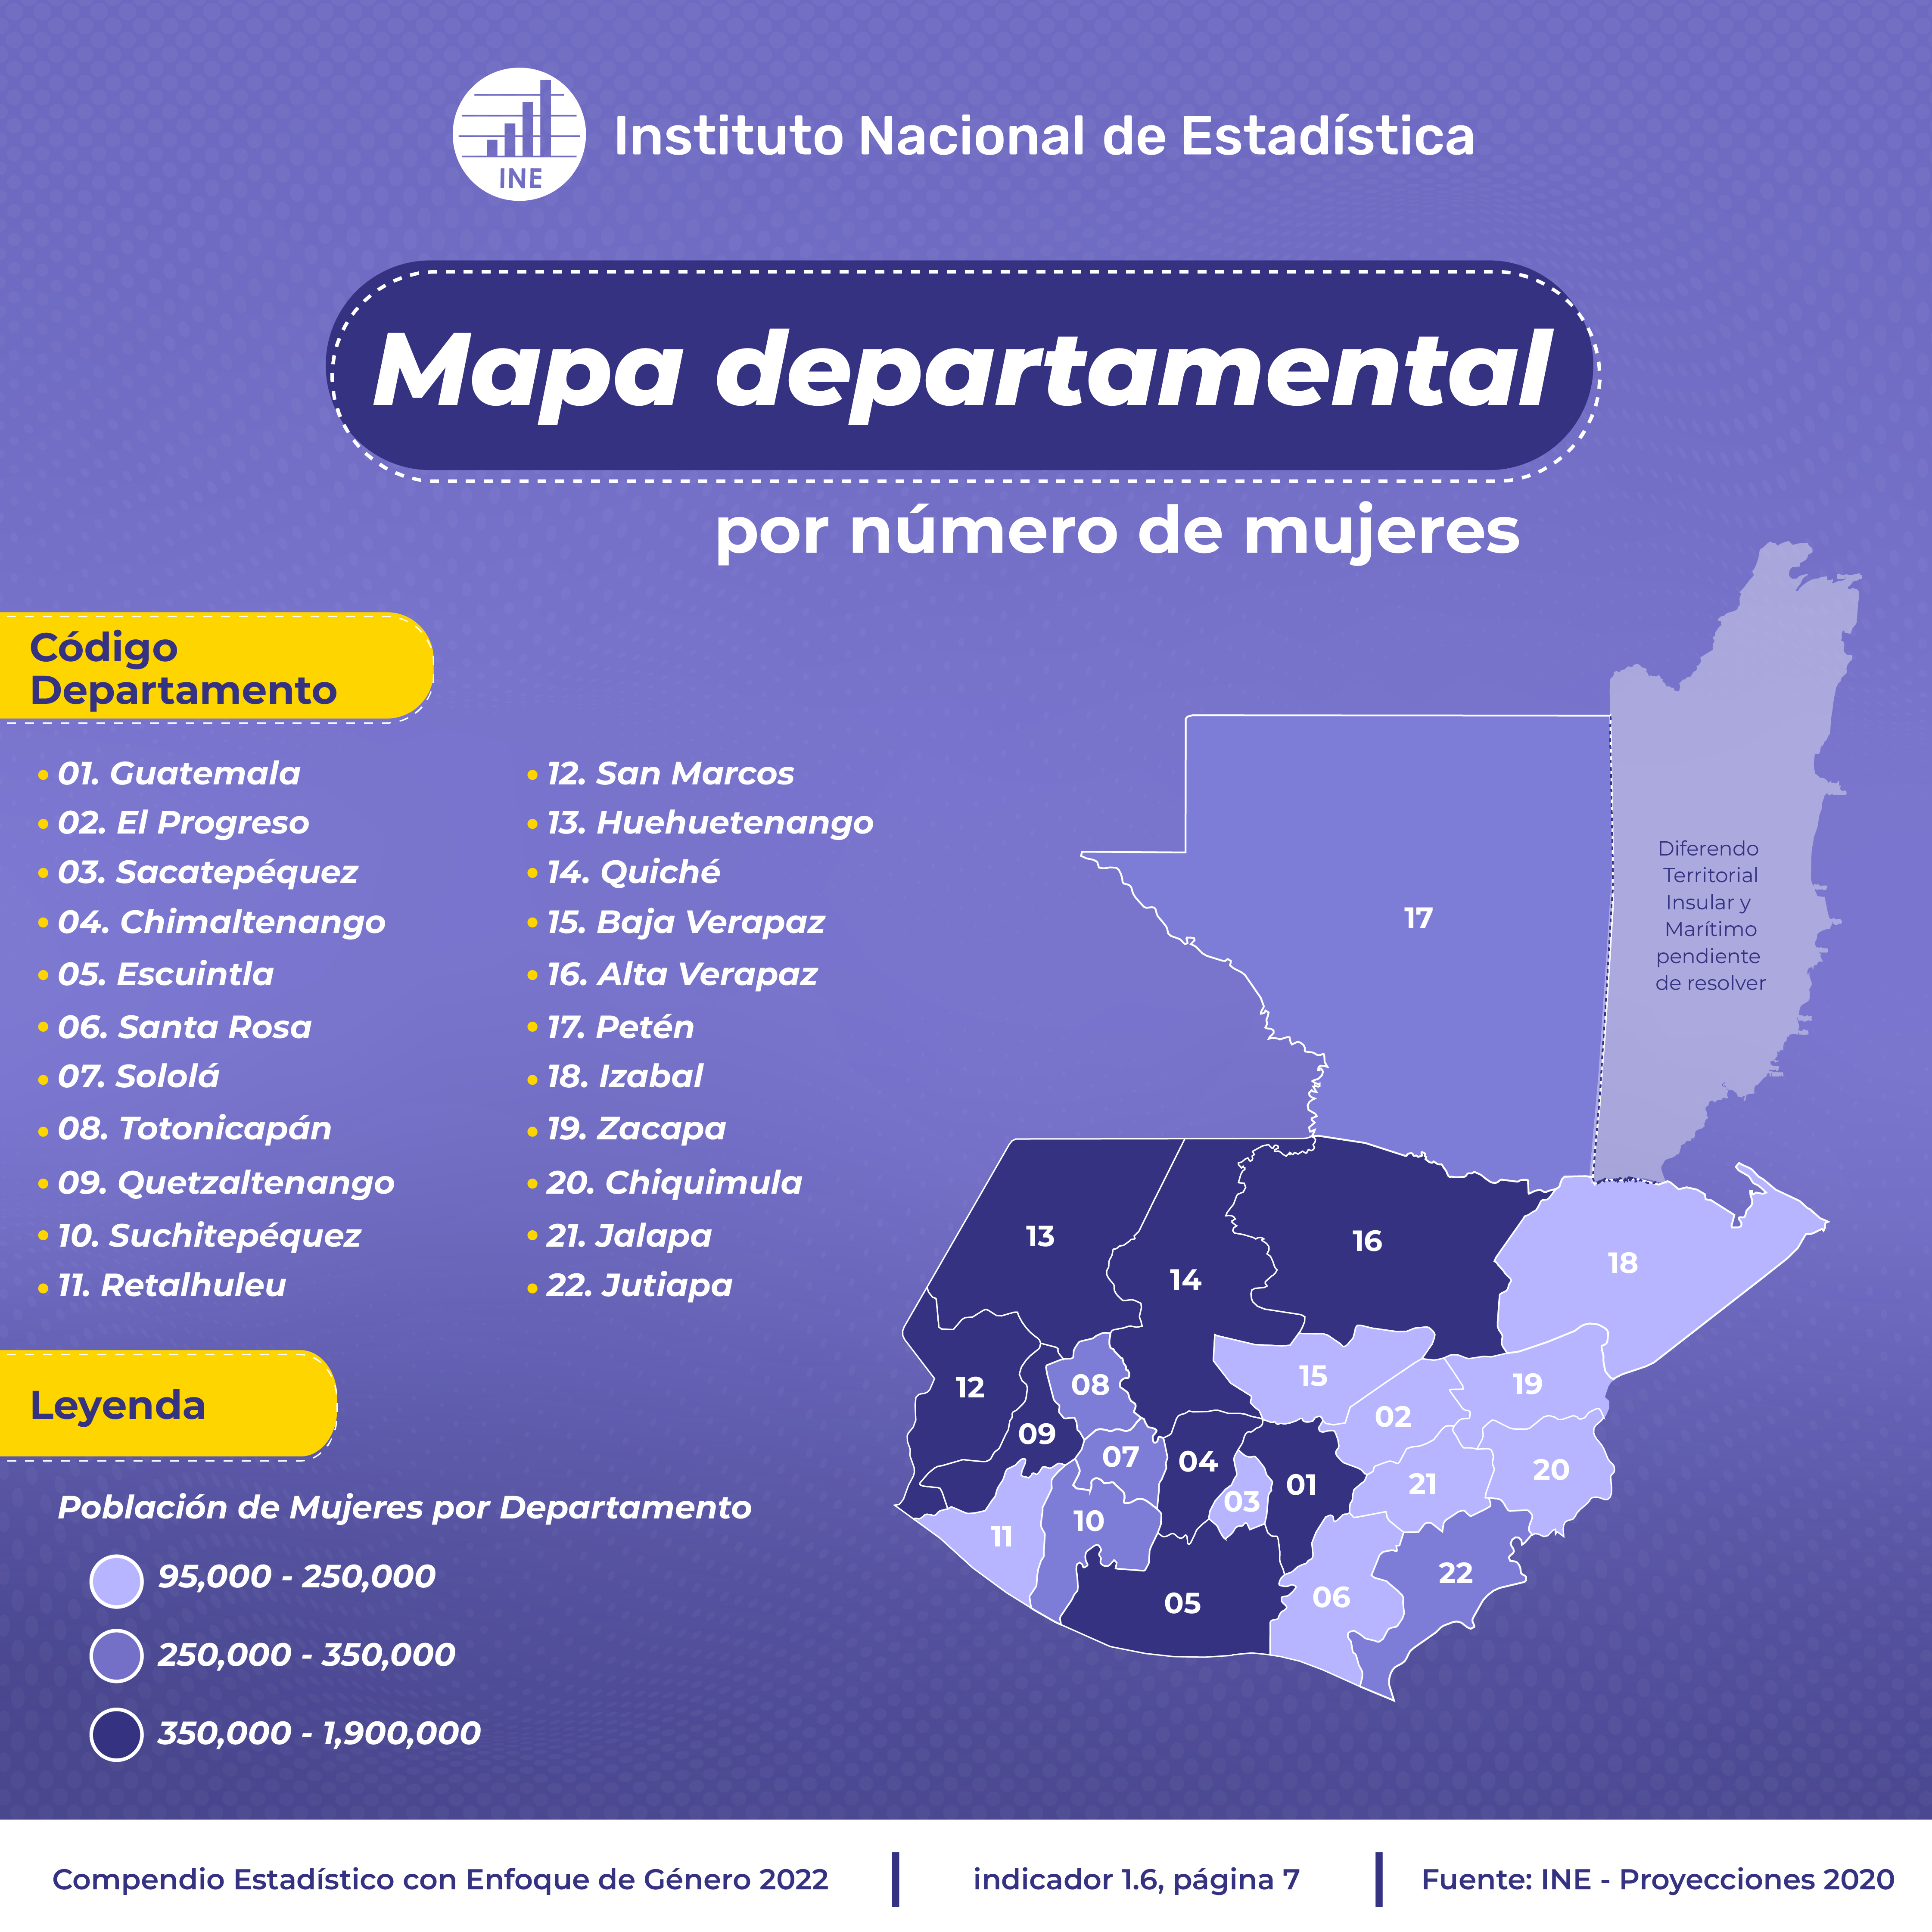 INE
Instituto Nacional de Estadística
Mapa departamental
por número de mujeres
Código
Departamento
01. Guatemala
02. El Progreso
03. Sacatepéquez
04. Chimaltenango
05. Escuintla
06. Santa Rosa
07. Sololá
08. Totonicapán
09. Quetzaltenango
10. Suchitepéquez
11. Retalhuleu
12. San Marcos
13. Huehuetenango
14. Quiché
15. Baja Verapaz
16. Alta Verapaz
17. Petén
18. Izabal
19. Zacapa
20. Chiquimula
21. Jalapa
22. Jutiapa
Diferendo
Territorial
Insular y
Marítimo
pendiente
de resolver
17
13
16
18
14
15
19
08
12
02
09
07
04
20
01
21
03
10
11
22
06
05
Leyenda
Población de Mujeres por Departamento
95,000 - 250,000
250,000 - 350,000
350,000 - 1,900,000
Compendio Estadístico con Enfoque de Género 2022
indicador 1.6, página 7
Fuente: INE - Proyecciones 2020